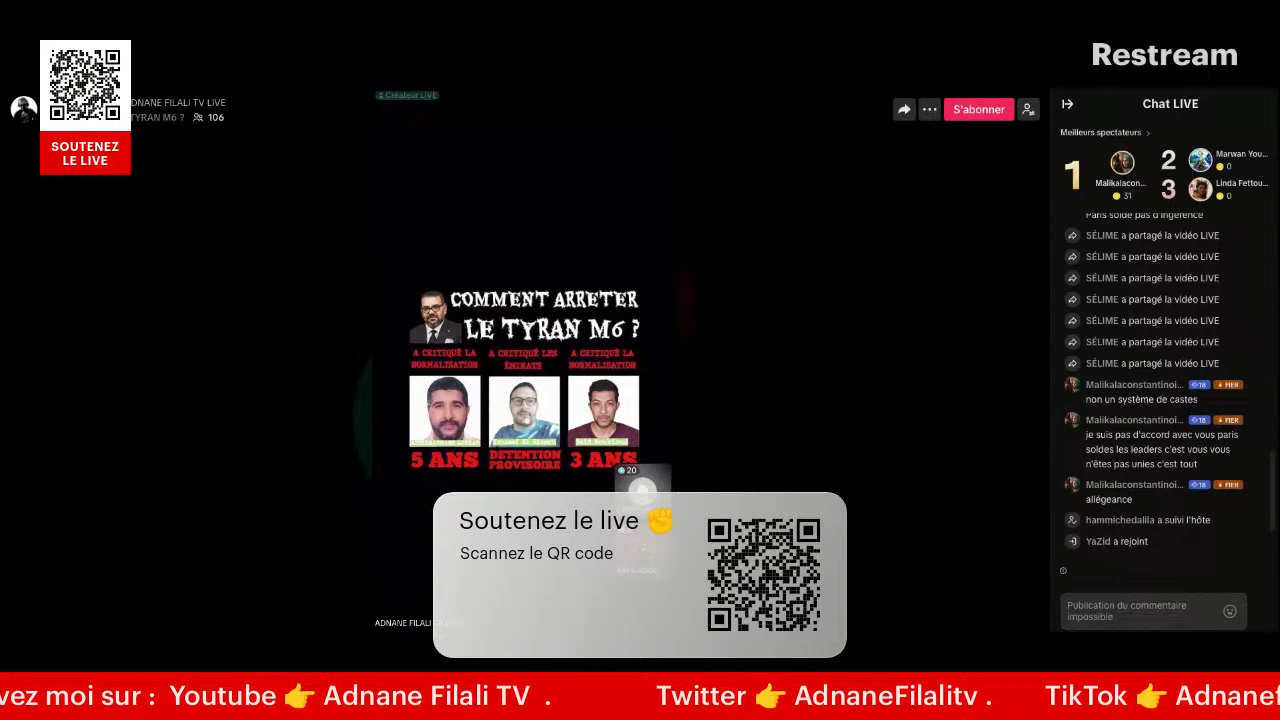 Restream
SOUTENEZ
LE LIVE
DNANE FILALI TV LIVE
TYRAN M6 ?
106
Créateur LIVE
S'abonner
Chat LIVE
Meilleurs spectateurs
1
Malikalacon...
31
2
Marwan You...
0
3
Linda Fettou...
0
Paris solde pas d'ingérence
SÉLIME a partagé la vidéo LIVE
SÉLIME a partagé la vidéo LIVE
SÉLIME a partagé la vidéo LIVE
SÉLIME a partagé la vidéo LIVE
SÉLIME a partagé la vidéo LIVE
SÉLIME a partagé la vidéo LIVE
SÉLIME a partagé la vidéo LIVE
Malikalaconstantinoi... 18 FIER
non un système de castes
Malikalaconstantinoi... 18 FIER
je suis pas d'accord avec vous paris
soldes les leaders c'est vous vous
n'êtes pas unies c'est tout
Malikalaconstantinoi... 18 FIER
allégeance
hammichedalila a suivi l'hôte
YaZid a rejoint
Publication du commentaire
impossible
COMMENT ARRETER
LE TYRAN M6 ?
A CRITIQUÉ LA
NORMALISATION
A CRITIQUÉ LES
ÉMIRATS
A CRITIQUÉ LA
NORMALISATION
5 ANS
DETENTION
PROVISOIRE
3 ANS
20
Soutenez le live ✊
Scannez le QR code
ADNANE FILALI
vez moi sur : Youtube 👉 Adnane Filali TV . Twitter 👉 AdnaneFilalitv . TikTok 👉 Adnanef